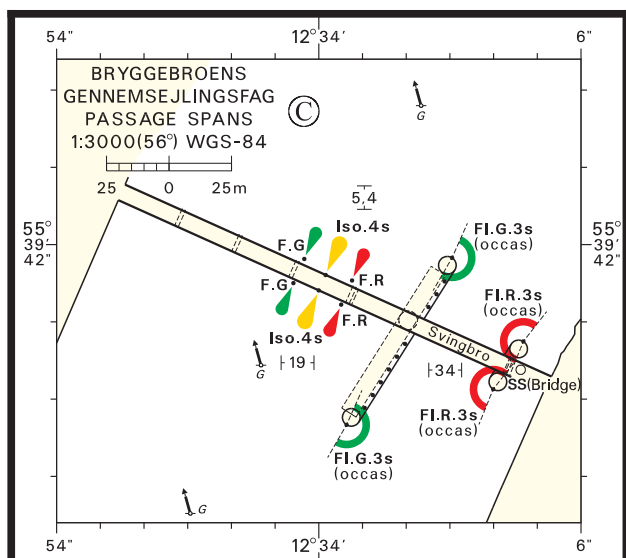 54"
12°34'
6"
BRYGGEBROENS
GENNEMSEJLINGSFAG
PASSAGE SPANS
1:3000(56°) WGS-84
25 0 25m
©
G
5,4
55°
39'
42"
55°
39'
42"
Iso.4s
F.G
F.R
Fl.G.3s
(occas)
F.G
F.R
Iso.4s
Fl.R.3s
(occas)
Svingbro
G
19
34
SS(Bridge)
Fl.R.3s
(occas)
Fl.G.3s
(occas)
G
54"
12°34'
6"